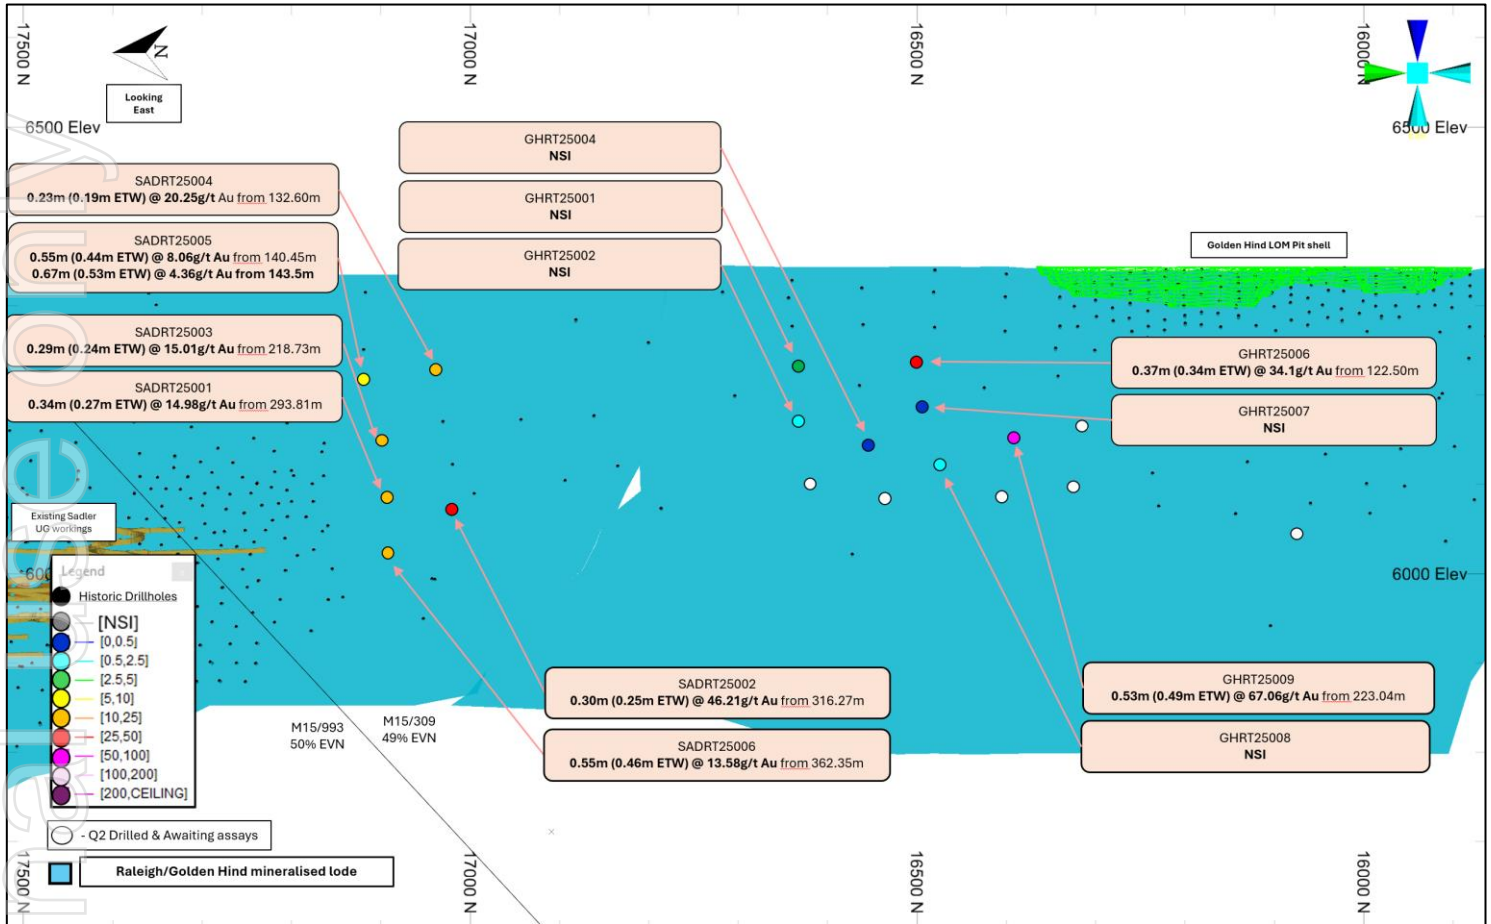 17500 N
17000 N
16500 N
16000 N
N
Looking
East
6500 Elev
6500 Elev
GHRT25004
NSI
SADRT25004
0.23m (0.19m ETW) @ 20.25g/t Au from 132.60m
GHRT25001
NSI
SADRT25005
0.55m (0.44m ETW) @ 8.06g/t Au from 140.45m
0.67m (0.53m ETW) @ 4.36g/t Au from 143.5m
GHRT25002
NSI
Golden Hind LOM Pit shell
SADRT25003
0.29m (0.24m ETW) @ 15.01g/t Au from 218.73m
GHRT25006
0.37m (0.34m ETW) @ 34.1g/t Au from 122.50m
SADRT25001
0.34m (0.27m ETW) @ 14.98g/t Au from 293.81m
GHRT25007
NSI
Existing Sadler
UG workings
6000 Elev
Legend
Historic Drillholes
[NSI]
[0,0.5]
[0.5,2.5]
[2.5,5]
[5,10]
[10,25]
[25,50]
[50,100]
[100,200]
[200,CEILING]
SADRT25002
0.30m (0.25m ETW) @ 46.21g/t Au from 316.27m
GHRT25009
0.53m (0.49m ETW) @ 67.06g/t Au from 223.04m
M15/993
50% EVN
M15/309
49% EVN
SADRT25006
0.55m (0.46m ETW) @ 13.58g/t Au from 362.35m
GHRT25008
NSI
- Q2 Drilled & Awaiting assays
Raleigh/Golden Hind mineralised lode
17500 N
17000 N
16500 N
16000 N